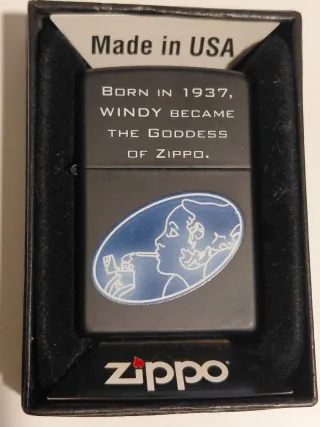 Made in USA
BORN IN 1937,
WINDY BECAME
THE GODDESS
OF ZIPPO.
zippo